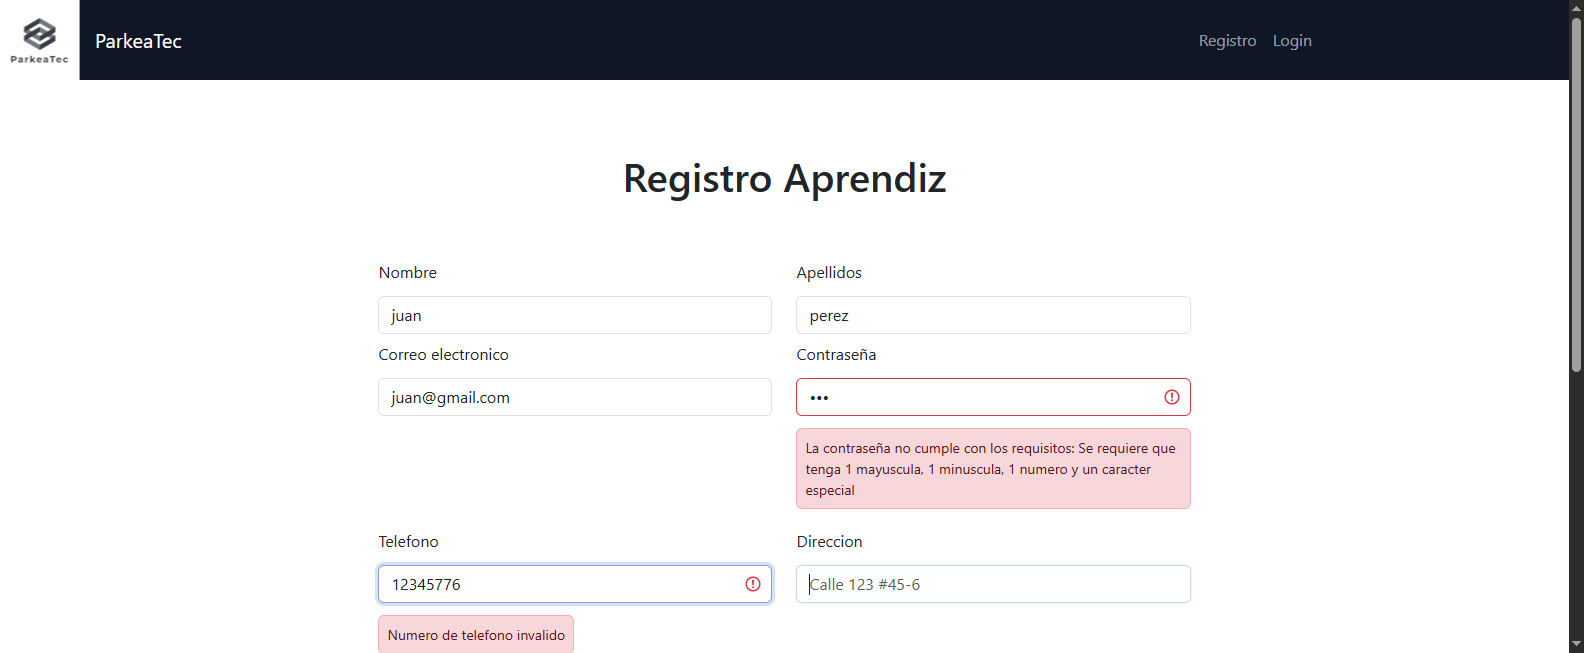 ParkeaTec
ParkeaTec
Registro Login
Registro Aprendiz
Nombre
Apellidos
juan
perez
Correo electronico
Contraseña
juan@gmail.com
•••
La contraseña no cumple con los requisitos: Se requiere que
tenga 1 mayuscula, 1 minuscula, 1 numero y un caracter
especial
Telefono
Direccion
12345776
Calle 123 #45-6
Numero de telefono invalido